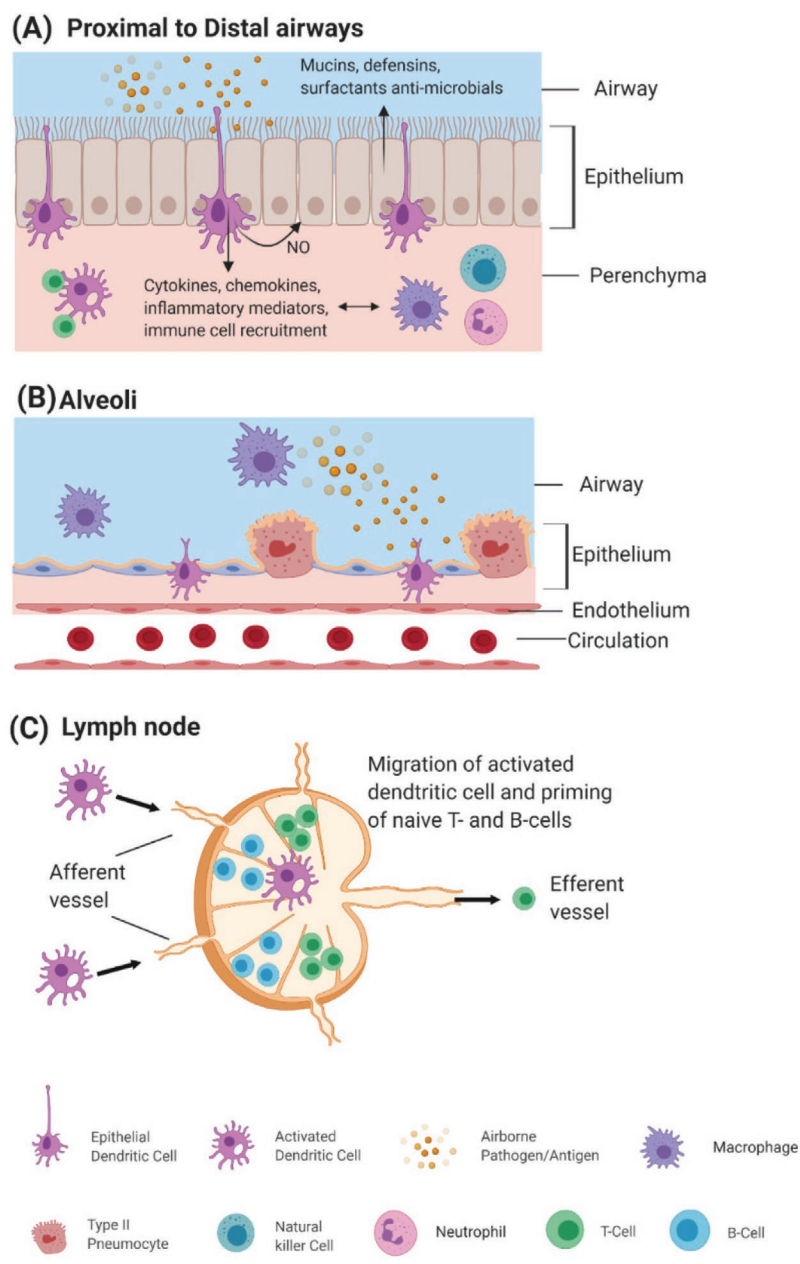 (A) Proximal to Distal airways
Mucins, defensins,
surfactants anti-microbials
Airway
Epithelium
NO
Perenchyma
Cytokines, chemokines,
inflammatory mediators,
immune cell recruitment
(B) Alveoli
Airway
Epithelium
Endothelium
Circulation
(C) Lymph node
Migration of activated
dendtritic cell and priming
of naive T- and B-cells
Afferent
vessel
Efferent
vessel
Epithelial
Dendritic Cell
Activated
Dendritic Cell
Airborne
Pathogen/Antigen
Macrophage
Type II
Pneumocyte
Natural
killer Cell
Neutrophil
T-Cell
B-Cell